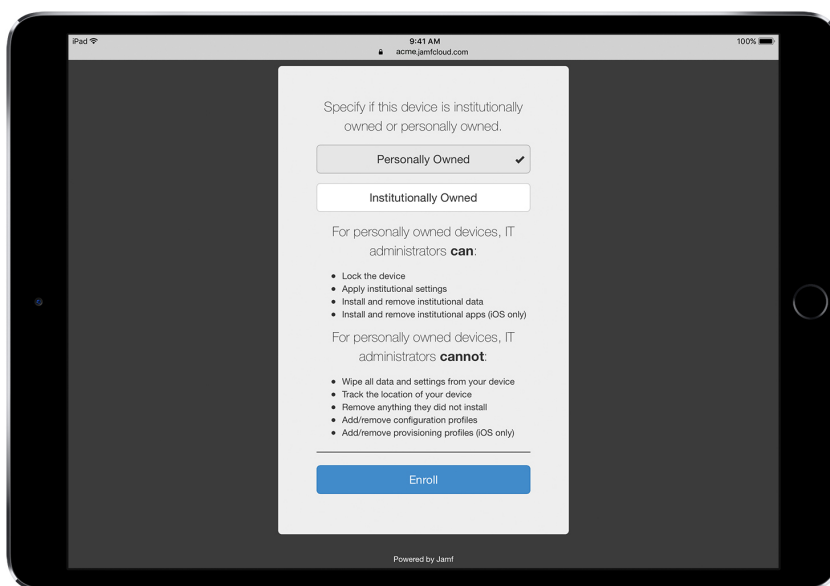 iPad
9:41 AM
100%
acme.jamfcloud.com
Specify if this device is institutionally
owned or personally owned.
Personally Owned
Institutionally Owned
For personally owned devices, IT
administrators can:
• Lock the device
• Apply institutional settings
• Install and remove institutional data
• Install and remove institutional apps (iOS only)
For personally owned devices, IT
administrators cannot:
• Wipe all data and settings from your device
• Track the location of your device
• Remove anything they did not install
• Add/remove configuration profiles
• Add/remove provisioning profiles (iOS only)
Enroll
Powered by Jamf